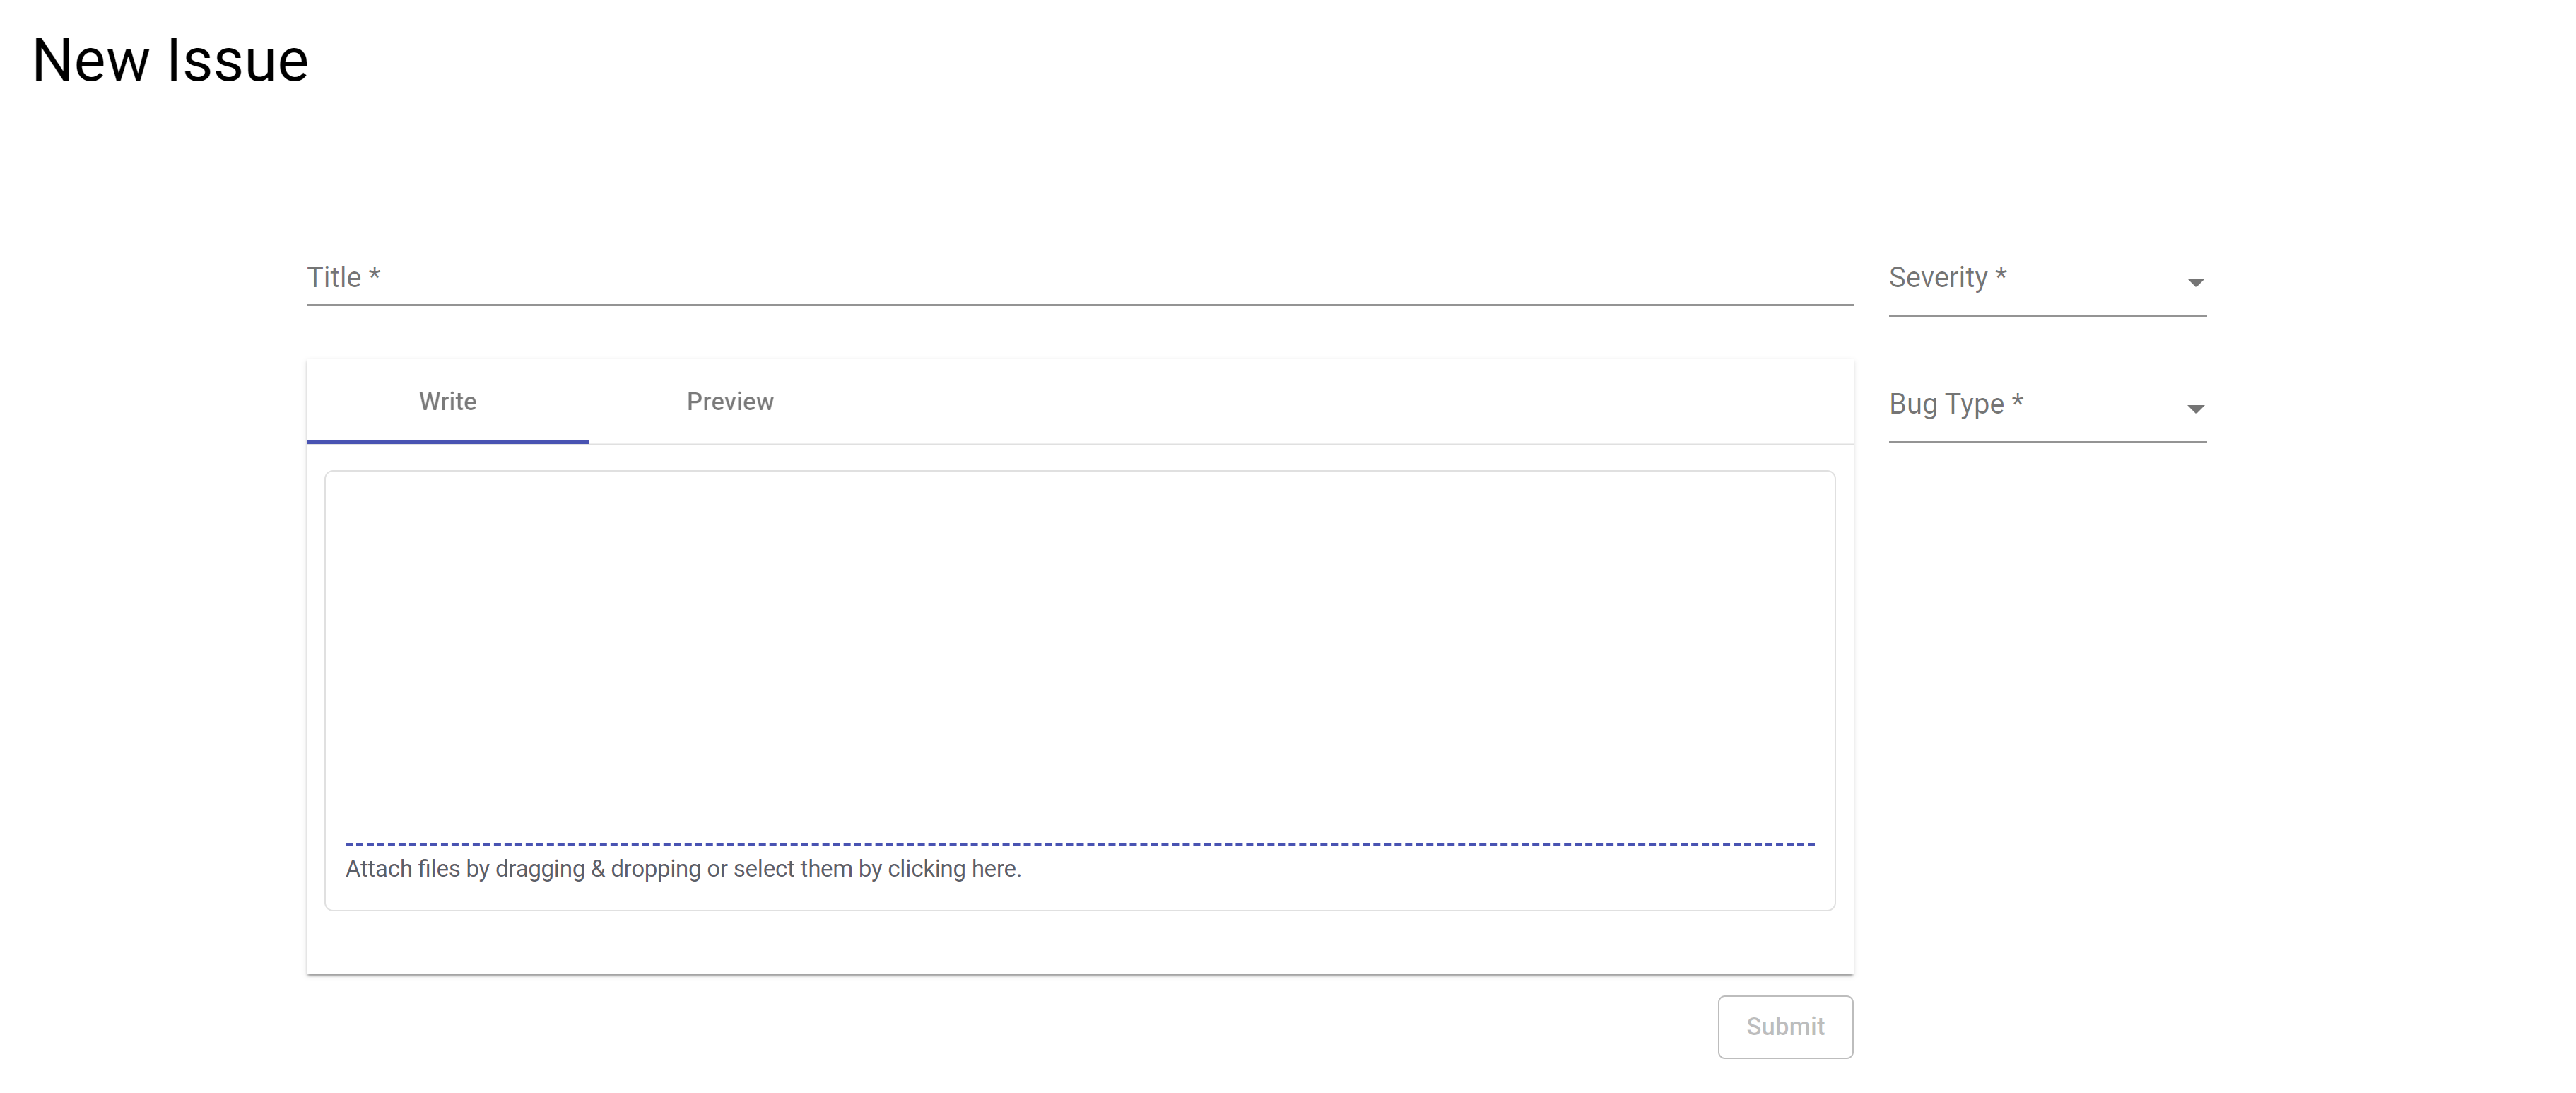 New Issue
Title *
Severity *
Write
Preview
Bug Type *
Attach files by dragging & dropping or select them by clicking here.
Submit